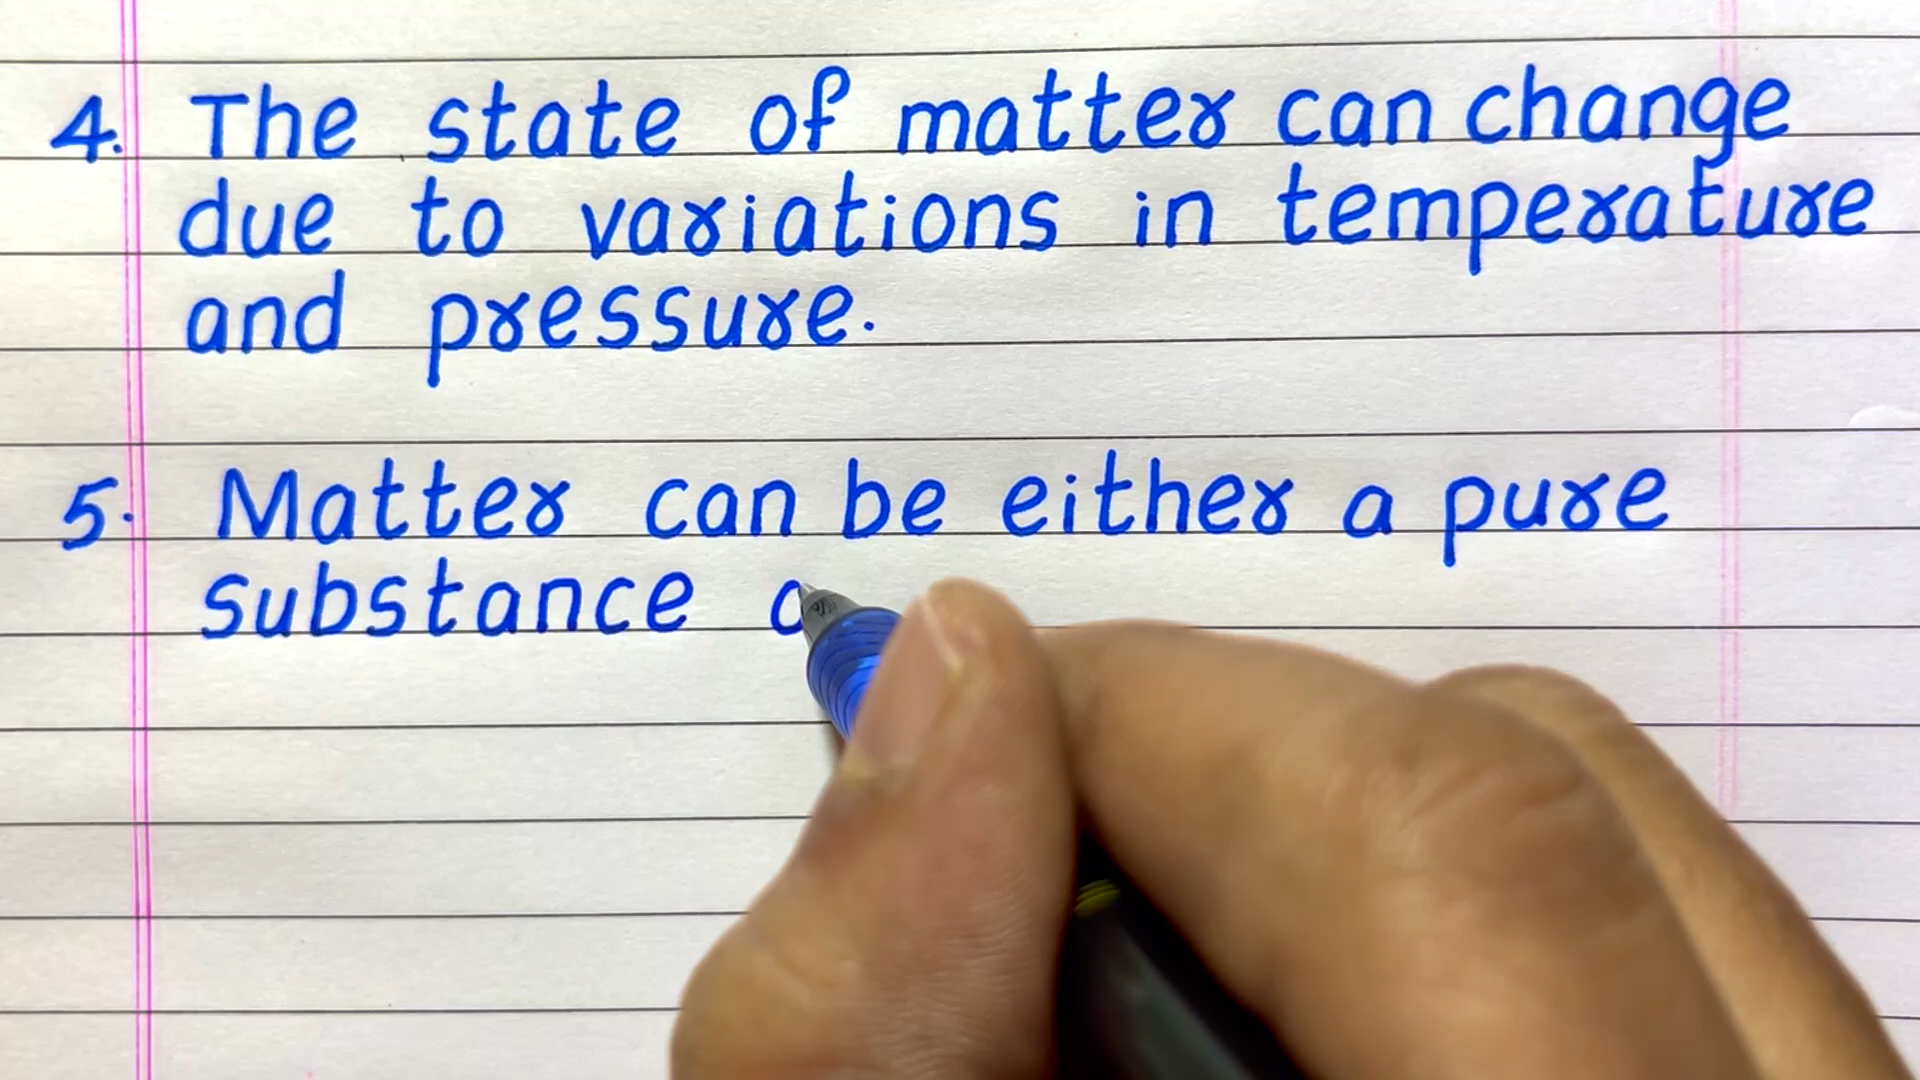 4. The state of matter can change
due to variations in temperature
and pressure.
5. Matter can be either a pure
substance